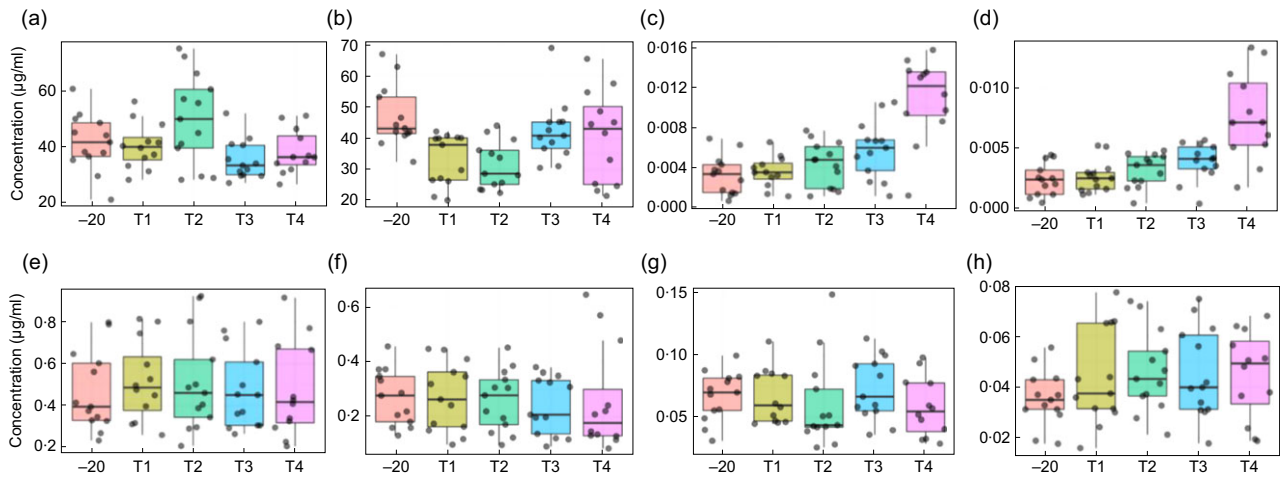 (a) (b) (c) (d)
Concentration (μg/ml)
60
40
20
–20 T1 T2 T3 T4
70
60
50
40
30
20
–20 T1 T2 T3 T4
0·016
0·012
0·008
0·004
0·000
–20 T1 T2 T3 T4
0·010
0·005
0·000
–20 T1 T2 T3 T4
(e) (f) (g) (h)
Concentration (μg/ml)
0·8
0·6
0·4
0·2
–20 T1 T2 T3 T4
0·6
0·4
0·2
–20 T1 T2 T3 T4
0·15
0·10
0·05
–20 T1 T2 T3 T4
0·08
0·06
0·04
0·02
–20 T1 T2 T3 T4